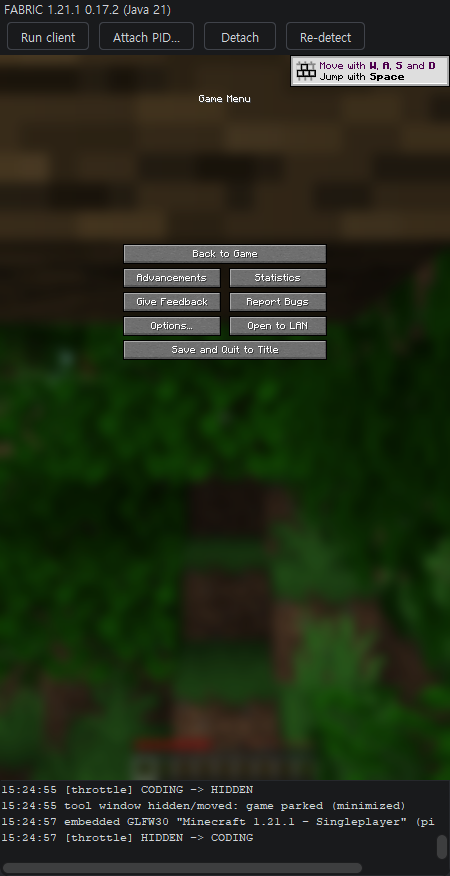 FABRIC 1.21.1 0.17.2 (Java 21)
Run client
Attach PID...
Detach
Re-detect
Move with W, A, S and D
Jump with Space
Game Menu
Back to Game
Advancements
Statistics
Give Feedback
Report Bugs
Options...
Open to LAN
Save and Quit to Title
15:24:55 [throttle] CODING -> HIDDEN
15:24:55 tool window hidden/moved: game parked (minimized)
15:24:57 embedded GLFW30 "Minecraft 1.21.1 - Singleplayer" (pi
15:24:57 [throttle] HIDDEN -> CODING